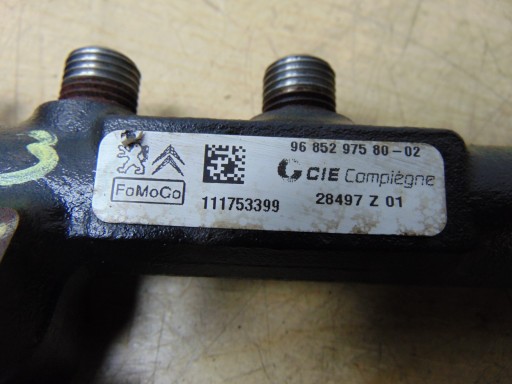 96 852 975 80-02
CIE Compiègne
FoMoCo
111753399
28497 Z 01